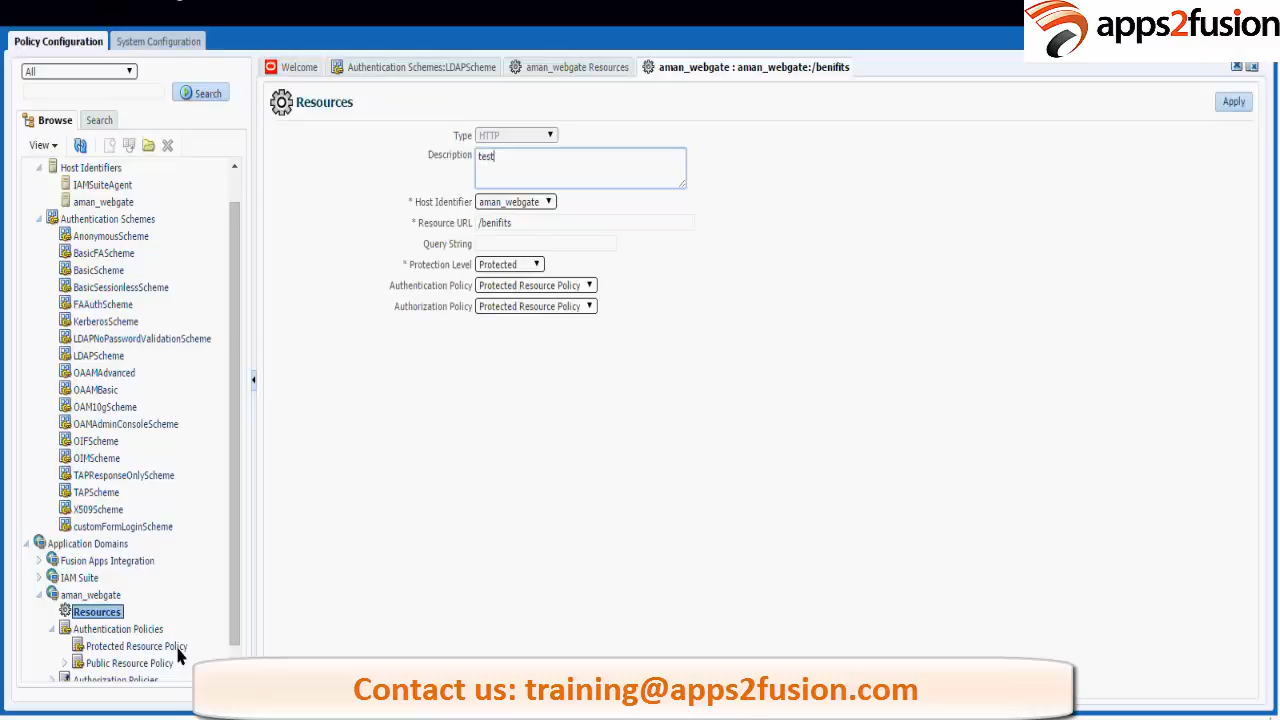 apps2fusion
Policy Configuration
System Configuration
All
Search
Browse
Search
View
Host Identifiers
IAMSuiteAgent
aman_webgate
Authentication Schemes
AnonymousScheme
BasicFAScheme
BasicScheme
BasicSessionlessScheme
FAAuthScheme
KerberosScheme
LDAPNoPasswordValidationScheme
LDAPScheme
OAAMAdvanced
OAAMBasic
OAM10gScheme
OAMAdminConsoleScheme
OIFScheme
OIMScheme
TAPResponseOnlyScheme
TAPScheme
X509Scheme
customFormLoginScheme
Application Domains
Fusion Apps Integration
IAM Suite
aman_webgate
Resources
Authentication Policies
Protected Resource Policy
Public Resource Policy
Authorization Policies
Welcome
Authentication Schemes:LDAPScheme
aman_webgate Resources
aman_webgate : aman_webgate:/benifits
Resources
Apply
Type HTTP
Description test
* Host Identifier aman_webgate
* Resource URL /benifits
Query String
* Protection Level Protected
Authentication Policy Protected Resource Policy
Authorization Policy Protected Resource Policy
Contact us: training@apps2fusion.com